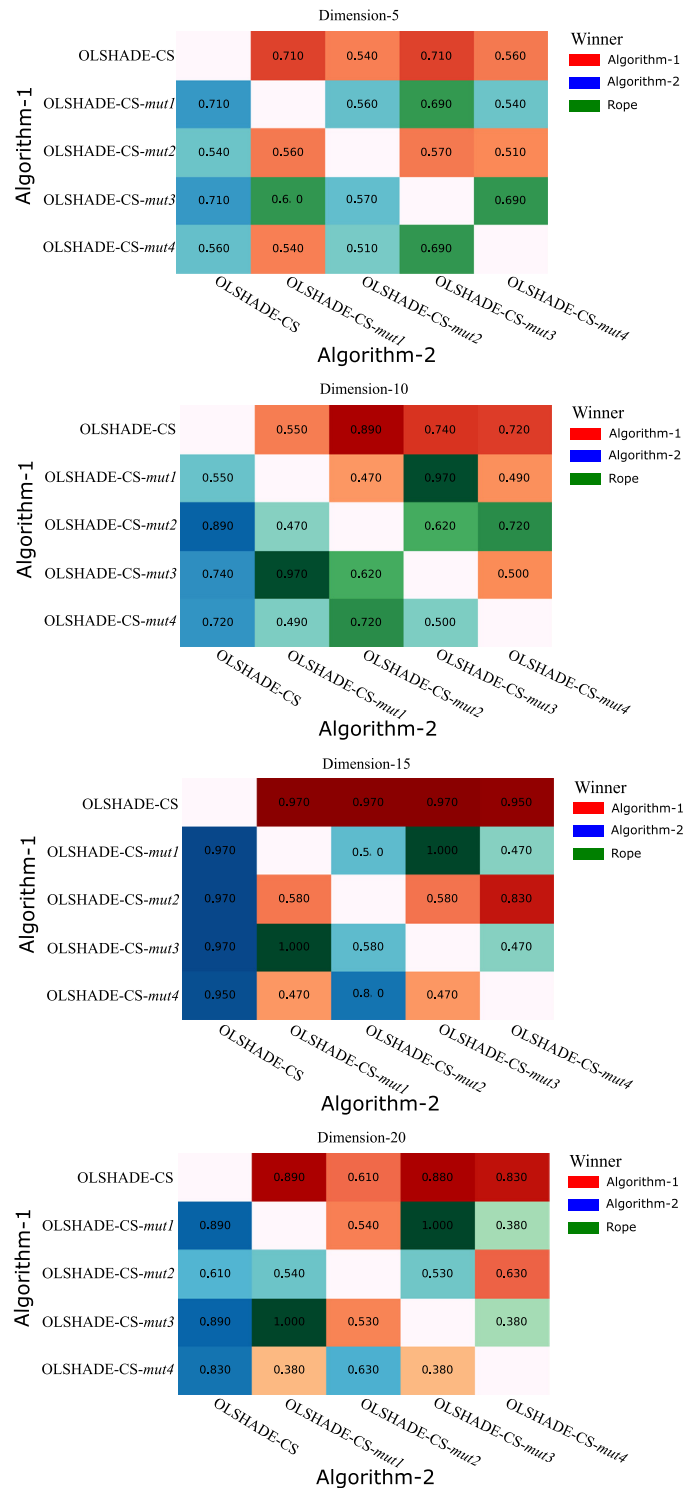 Dimension-5
Winner
Algorithm-1
Algorithm-2
Rope
Algorithm-1
OLSHADE-CS 0.710 0.540 0.710 0.560
OLSHADE-CS-mut1 0.710 0.560 0.690 0.540
OLSHADE-CS-mut2 0.540 0.560 0.570 0.510
OLSHADE-CS-mut3 0.710 0.6. 0 0.570 0.690
OLSHADE-CS-mut4 0.560 0.540 0.510 0.690
OLSHADE-CS
OLSHADE-CS-mut1
OLSHADE-CS-mut2
OLSHADE-CS-mut3
OLSHADE-CS-mut4
Algorithm-2
Dimension-10
Winner
Algorithm-1
Algorithm-2
Rope
Algorithm-1
OLSHADE-CS 0.550 0.890 0.740 0.720
OLSHADE-CS-mut1 0.550 0.470 0.970 0.490
OLSHADE-CS-mut2 0.890 0.470 0.620 0.720
OLSHADE-CS-mut3 0.740 0.970 0.620 0.500
OLSHADE-CS-mut4 0.720 0.490 0.720 0.500
OLSHADE-CS
OLSHADE-CS-mut1
OLSHADE-CS-mut2
OLSHADE-CS-mut3
OLSHADE-CS-mut4
Algorithm-2
Dimension-15
Winner
Algorithm-1
Algorithm-2
Rope
Algorithm-1
OLSHADE-CS 0.970 0.970 0.970 0.950
OLSHADE-CS-mut1 0.970 0.5. 0 1.000 0.470
OLSHADE-CS-mut2 0.970 0.580 0.580 0.830
OLSHADE-CS-mut3 0.970 1.000 0.580 0.470
OLSHADE-CS-mut4 0.950 0.470 0.8. 0 0.470
OLSHADE-CS
OLSHADE-CS-mut1
OLSHADE-CS-mut2
OLSHADE-CS-mut3
OLSHADE-CS-mut4
Algorithm-2
Dimension-20
Winner
Algorithm-1
Algorithm-2
Rope
Algorithm-1
OLSHADE-CS 0.890 0.610 0.880 0.830
OLSHADE-CS-mut1 0.890 0.540 1.000 0.380
OLSHADE-CS-mut2 0.610 0.540 0.530 0.630
OLSHADE-CS-mut3 0.890 1.000 0.530 0.380
OLSHADE-CS-mut4 0.830 0.380 0.630 0.380
OLSHADE-CS
OLSHADE-CS-mut1
OLSHADE-CS-mut2
OLSHADE-CS-mut3
OLSHADE-CS-mut4
Algorithm-2